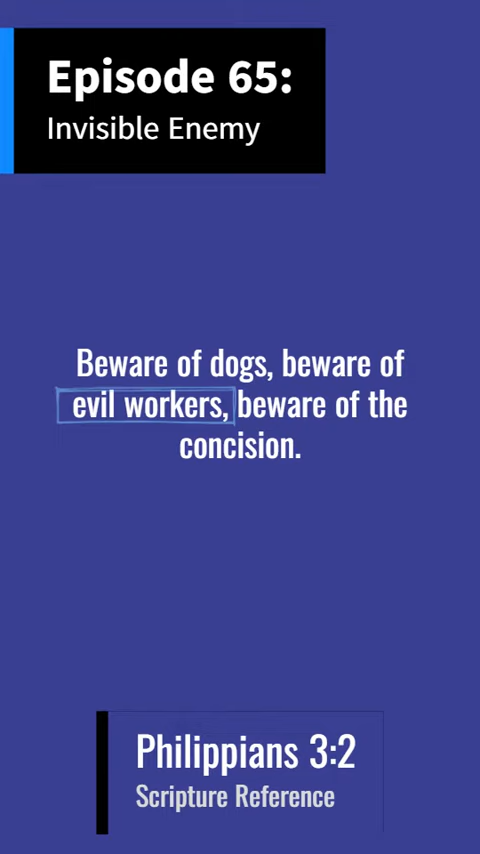 Episode 65:
Invisible Enemy
Beware of dogs, beware of
evil workers, beware of the
concision.
Philippians 3:2
Scripture Reference